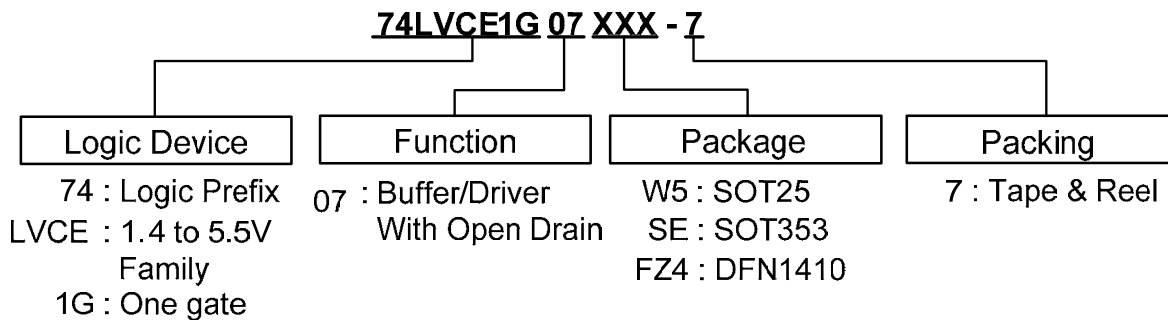 74LVCE1G 07 XXX - 7
Logic Device
74 : Logic Prefix
LVCE : 1.4 to 5.5V
Family
1G : One gate
Function
07 : Buffer/Driver
With Open Drain
Package
W5 : SOT25
SE : SOT353
FZ4 : DFN1410
Packing
7 : Tape & Reel